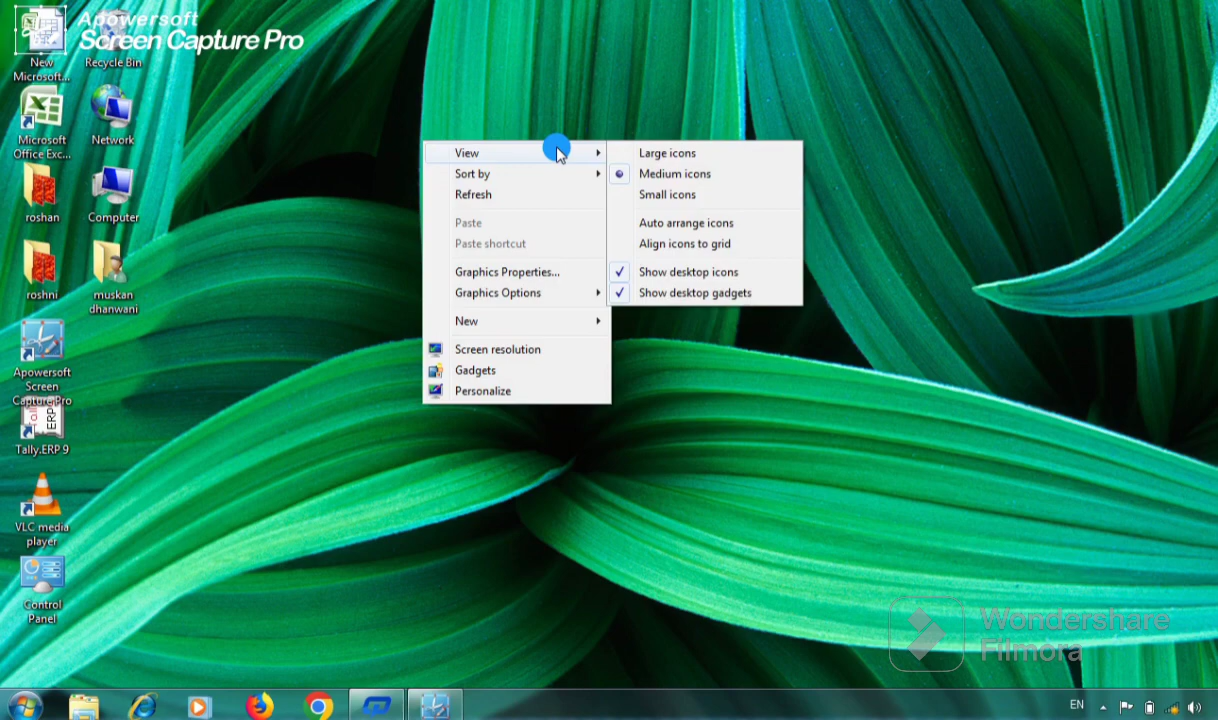 Apowersoft
Screen Capture Pro
New
Microsoft...
Recycle Bin
Microsoft
Office Exc...
Network
roshan
Computer
roshni
muskan
dhanwani
Apowersoft
Screen
Capture Pro
Tally.ERP 9
VLC media
player
Control
Panel
View
Sort by
Refresh
Paste
Paste shortcut
Graphics Properties...
Graphics Options
New
Screen resolution
Gadgets
Personalize
Large icons
Medium icons
Small icons
Auto arrange icons
Align icons to grid
Show desktop icons
Show desktop gadgets
Wondershare
Filmora
EN